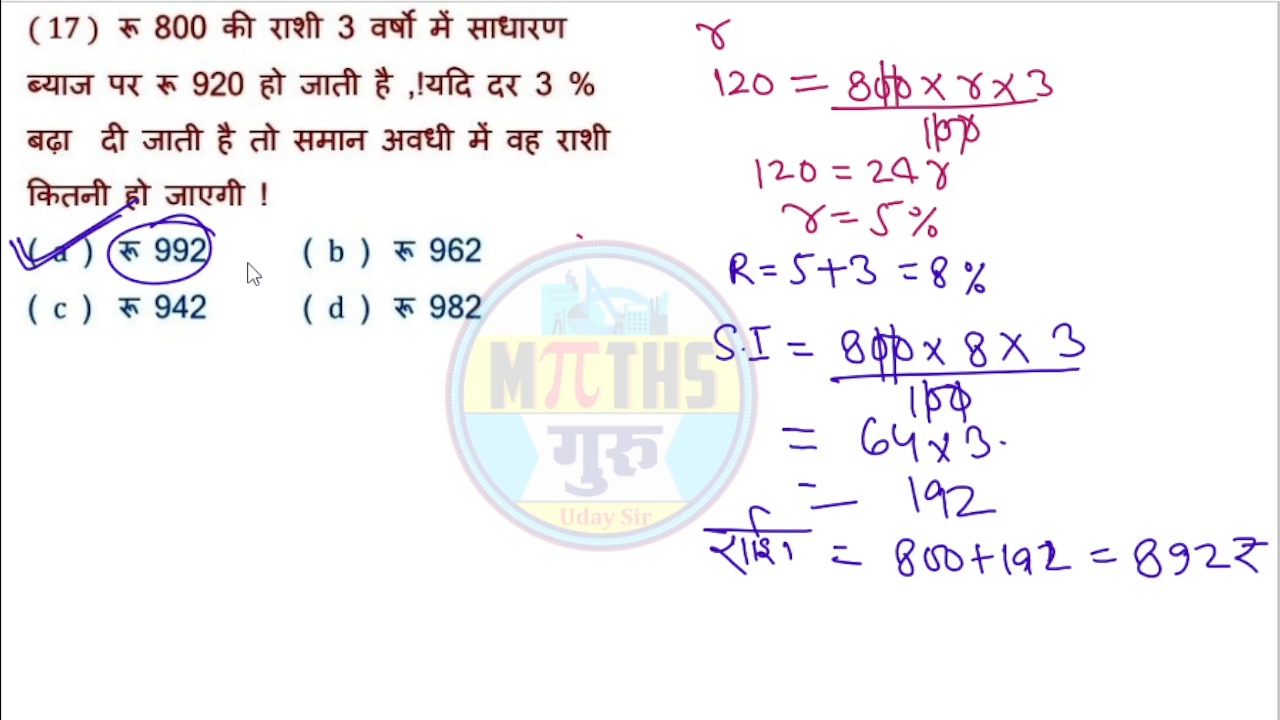 ( 17 ) रू 800 की राशी 3 वर्षो में साधारण
ब्याज पर रू 920 हो जाती है ,!यदि दर 3 %
बढ़ा दी जाती है तो समान अवधी में वह राशी
कितनी हो जाएगी !
( a ) रू 992 ( b ) रू 962
( c ) रू 942 ( d ) रू 982
r
120 = 800 × r × 3
100
120 = 24 r
r = 5 %
R = 5 + 3 = 8 %
S.I = 800 × 8 × 3
100
= 64 × 3.
= 192
राशि = 800 + 192 = 892 ₹
MπTHS
गुरु
Uday Sir